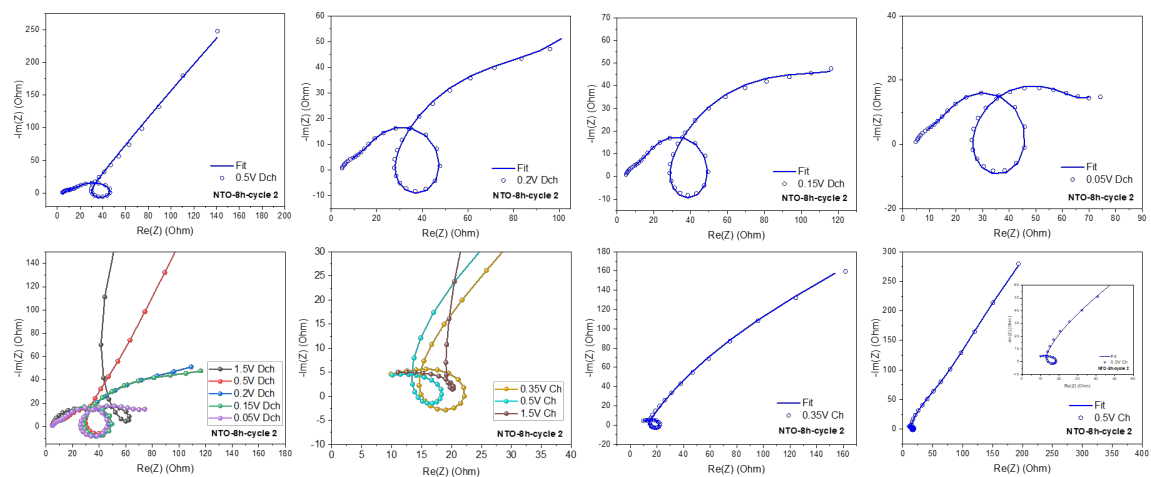 250
200
150
100
50
0
-Im(Z) (Ohm)
0 20 40 60 80 100 120 140 160 180 200
Re(Z) (Ohm)
Fit
0.5V Dch
NTO-8h-cycle 2
60
50
40
30
20
10
0
-10
-Im(Z) (Ohm)
0 20 40 60 80 100
Re(Z) (Ohm)
Fit
0.2V Dch
NTO-8h-cycle 2
70
50
30
10
-10
-Im(Z) (Ohm)
0 20 40 60 80 100 120
Re(Z) (Ohm)
Fit
0.15V Dch
NTO-8h-cycle 2
40
20
0
-20
-Im(Z) (Ohm)
0 10 20 30 40 50 60 70 80 90
Re(Z) (Ohm)
Fit
0.05V Dch
NTO-8h-cycle 2
140
120
100
80
60
40
20
0
-20
-Im(Z) (Ohm)
0 20 40 60 80 100 120 140 160 180
Re(Z) (Ohm)
1.5V Dch
0.5V Dch
0.2V Dch
0.15V Dch
0.05V Dch
NTO-8h-cycle 2
30
25
20
15
10
5
0
-5
-10
-Im(Z) (Ohm)
0 5 10 15 20 25 30 35 40
Re(Z) (Ohm)
0.35V Ch
0.5V Ch
1.5V Ch
NTO-8h-cycle 2
180
160
140
120
100
80
60
40
20
0
-20
-Im(Z) (Ohm)
0 20 40 60 80 100 120 140 160
Re(Z) (Ohm)
Fit
0.35V Ch
NTO-8h-cycle 2
300
250
200
150
100
50
0
-Im(Z) (Ohm)
0 50 100 150 200 250 300
Re(Z) (Ohm)
Fit
0.5V Ch
NTO-8h-cycle 2
Re(Z) (Ohm)
Fit
0.5V Ch
NTO-8h-cycle 2